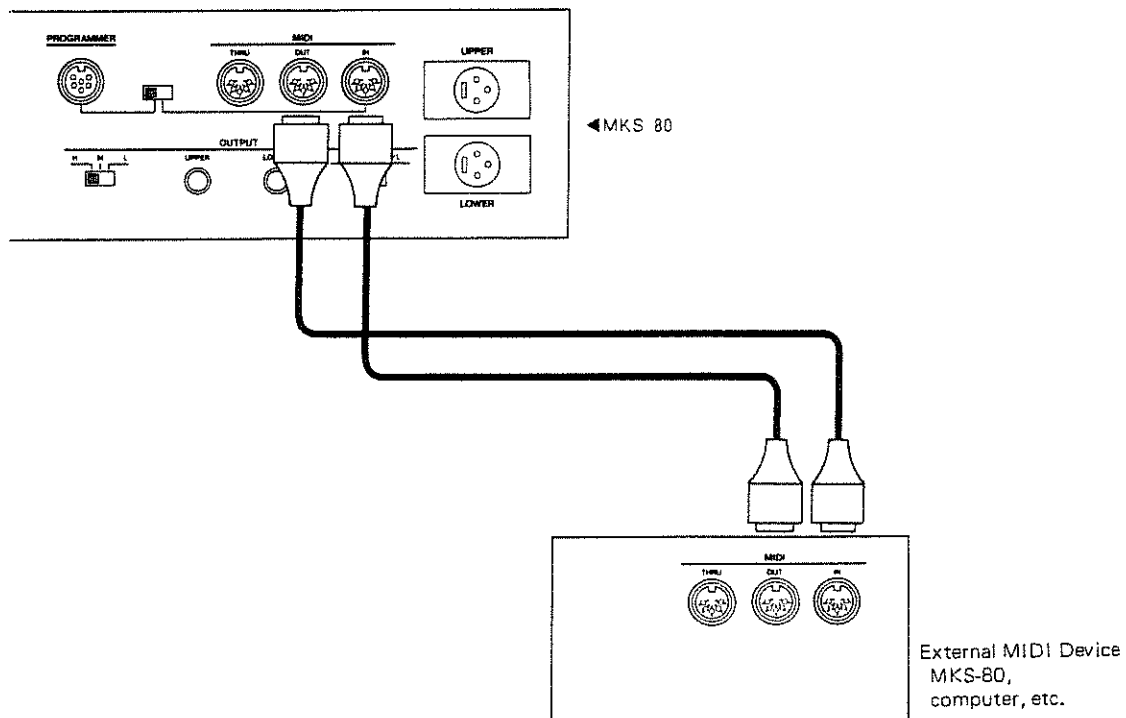 PROGRAMMER
MIDI
THRU OUT IN
UPPER
◀MKS 80
OUTPUT
H M L
UPPER
LOWER
MIDI
THRU OUT IN
External MIDI Device
MKS-80,
computer, etc.